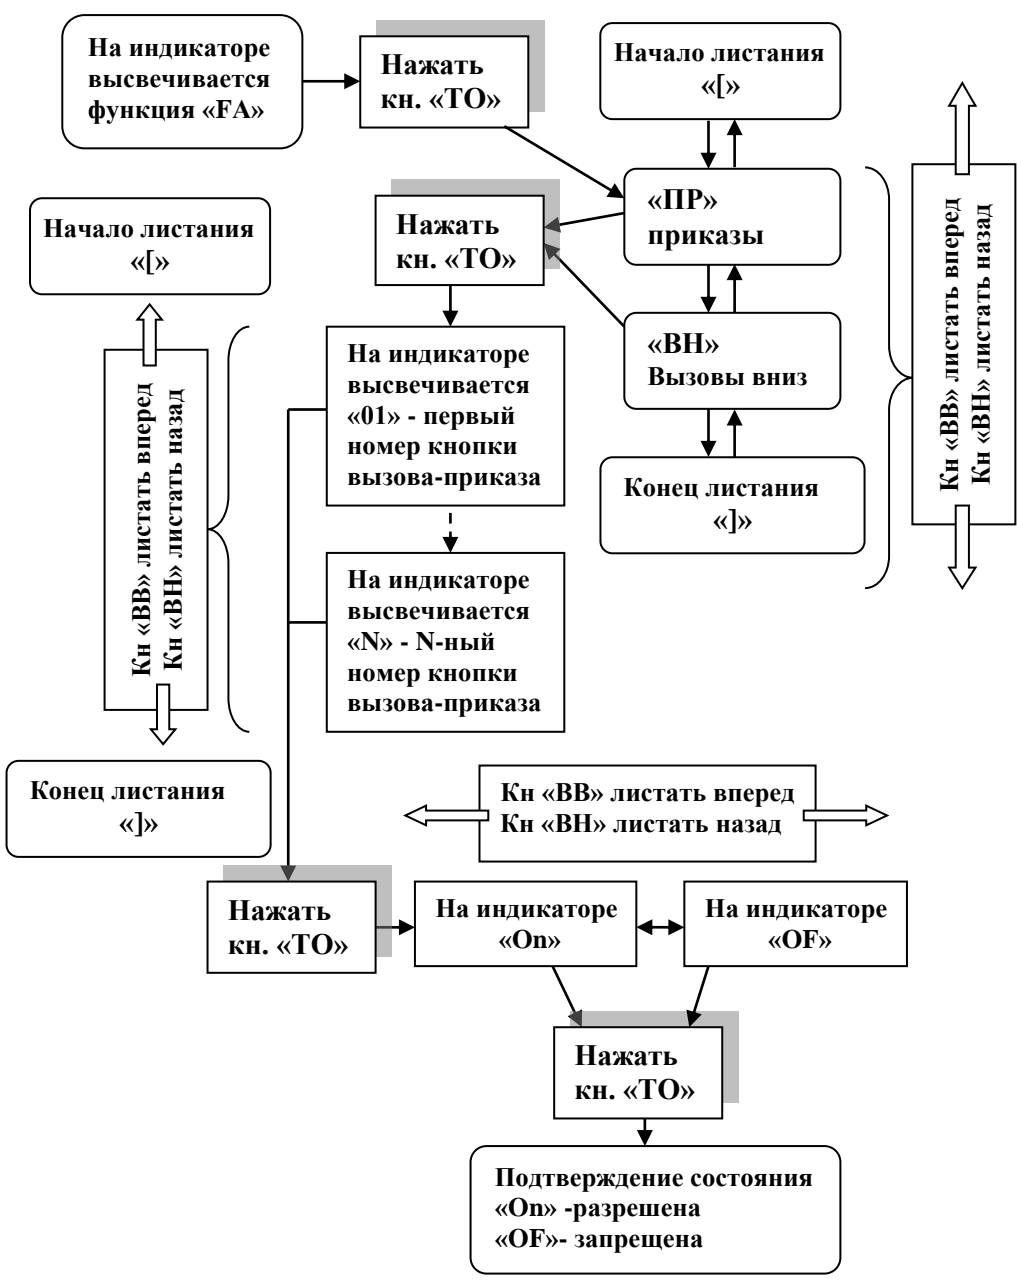 На индикаторе
высвечивается
функция «FA»
Нажать
кн. «ТО»
Начало листания
«[»
«ПР»
приказы
«ВН»
Вызовы вниз
Конец листания
«]»
Кн «ВВ» листать вперед
Кн «ВН» листать назад
Нажать
кн. «ТО»
Начало листания
«[»
Кн «ВВ» листать вперед
Кн «ВН» листать назад
Конец листания
«]»
На индикаторе
высвечивается
«01» - первый
номер кнопки
вызова-приказа
На индикаторе
высвечивается
«N» - N-ный
номер кнопки
вызова-приказа
Кн «ВВ» листать вперед
Кн «ВН» листать назад
Нажать
кн. «ТО»
На индикаторе
«On»
На индикаторе
«OF»
Нажать
кн. «ТО»
Подтверждение состояния
«On» -разрешена
«OF»- запрещена